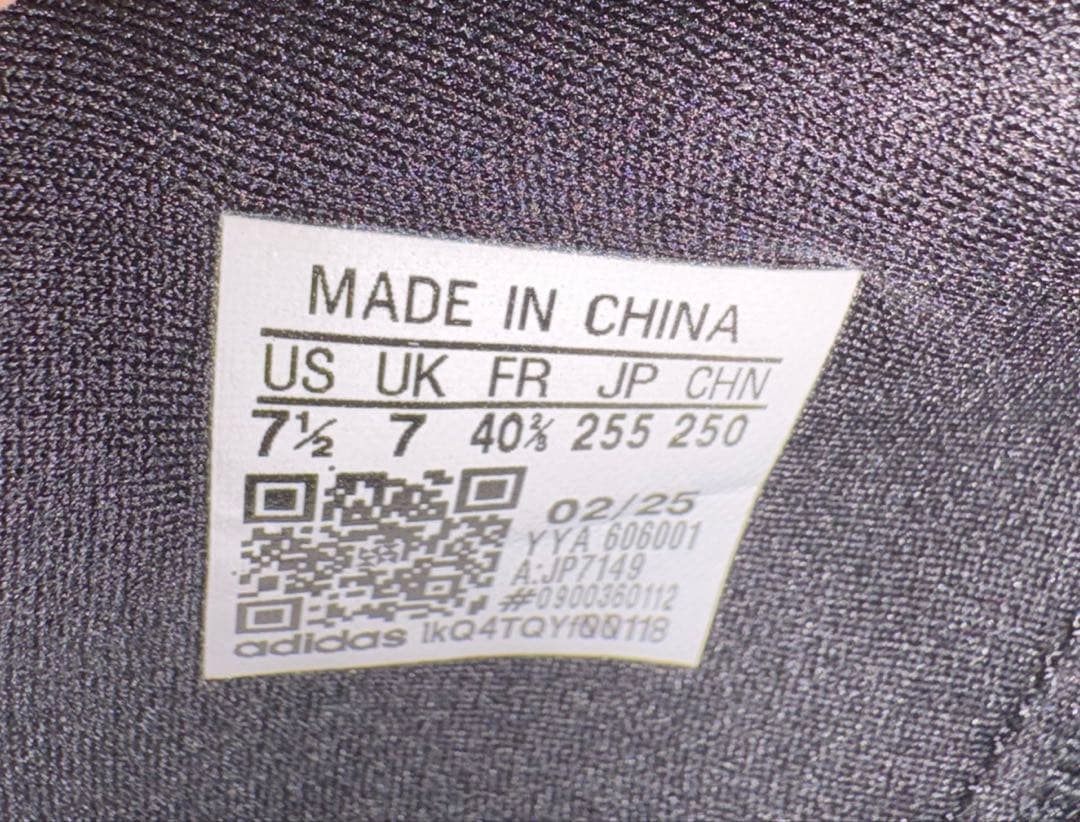 MADE IN CHINA
US UK FR JP CHN
7½ 7 40⅔ 255 250
02/25
YYA 606001
A:JP7149
#0900360112
adidas 1kQ4TQYf00118